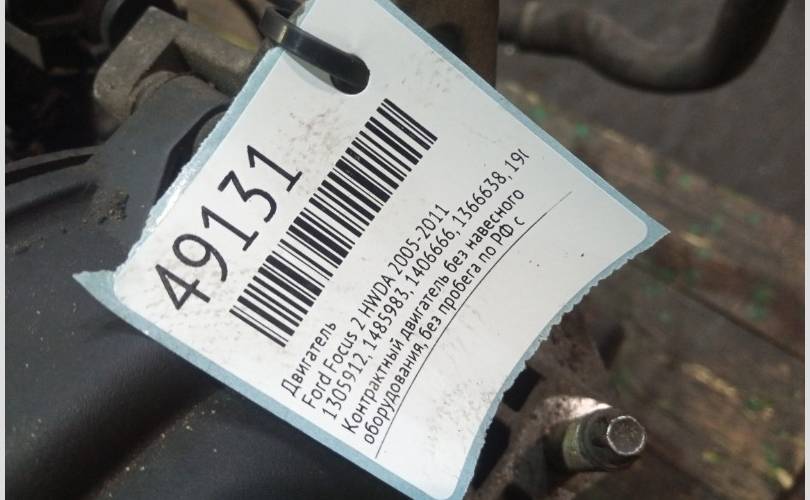 49131
Двигатель
Ford Focus 2 HWDA 2005-2011
1305912, 1485983, 1406666, 1366638, 190
Контрактный двигатель без навесного
оборудования, без пробега по РФ с